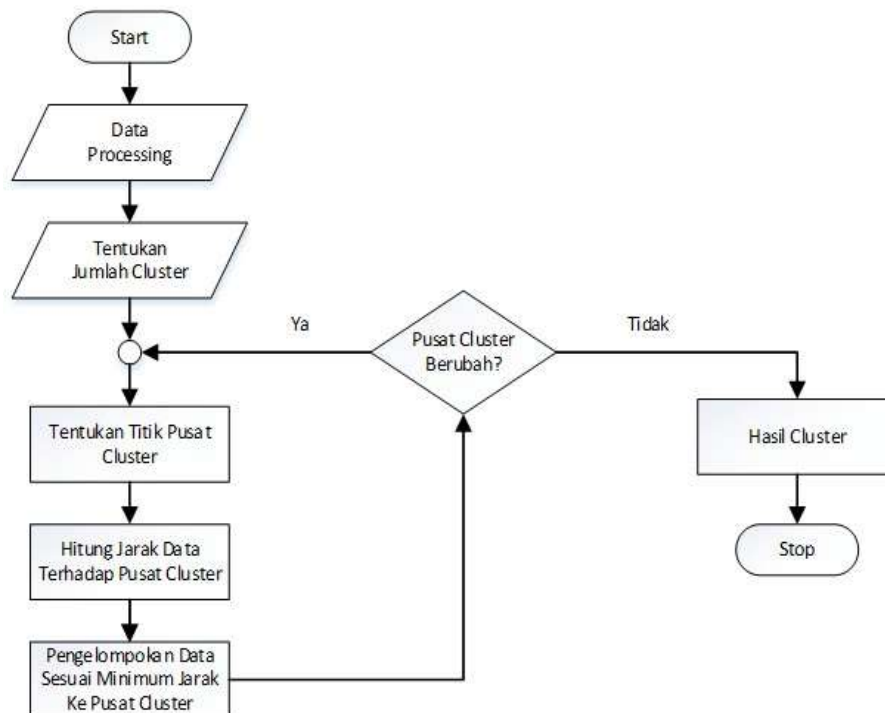 Start
Data
Processing
Tentukan
Jumlah Cluster
Ya
Pusat Cluster
Berubah?
Tidak
Tentukan Titik Pusat
Cluster
Hasil Cluster
Hitung Jarak Data
Terhadap Pusat Cluster
Stop
Pengelompokan Data
Sesuai Minimum Jarak
Ke Pusat Cluster